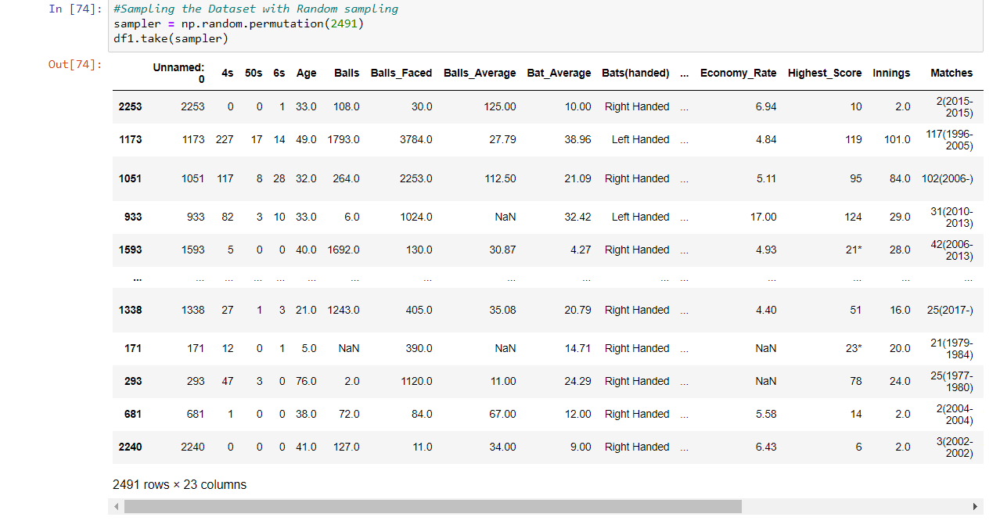 In [74]: #Sampling the Dataset with Random sampling
sampler = np.random.permutation(2491)
df1.take(sampler)
Out[74]:
Unnamed: 0 4s 50s 6s Age Balls Balls_Faced Balls_Average Bat_Average Bats(handed) ... Economy_Rate Highest_Score Innings Matches
2253 2253 0 0 1 33.0 108.0 30.0 125.00 10.00 Right Handed ... 6.94 10 2.0 2(2015-2015)
1173 1173 227 17 14 49.0 1793.0 3784.0 27.79 38.96 Left Handed ... 4.84 119 101.0 117(1996-2005)
1051 1051 117 8 28 32.0 264.0 2253.0 112.50 21.09 Right Handed ... 5.11 95 84.0 102(2006-)
933 933 82 3 10 33.0 6.0 1024.0 NaN 32.42 Left Handed ... 17.00 124 29.0 31(2010-2013)
1593 1593 5 0 0 40.0 1692.0 130.0 30.87 4.27 Right Handed ... 4.93 21* 28.0 42(2006-2013)
... ... ... ... ... ... ... ... ... ... ... ... ... ... ... ...
1338 1338 27 1 3 21.0 1243.0 405.0 35.08 20.79 Right Handed ... 4.40 51 16.0 25(2017-)
171 171 12 0 1 5.0 NaN 390.0 NaN 14.71 Right Handed ... NaN 23* 20.0 21(1979-1984)
293 293 47 3 0 76.0 2.0 1120.0 11.00 24.29 Right Handed ... NaN 78 24.0 25(1977-1980)
681 681 1 0 0 38.0 72.0 84.0 67.00 12.00 Right Handed ... 5.58 14 2.0 2(2004-2004)
2240 2240 0 0 0 41.0 127.0 11.0 34.00 9.00 Right Handed ... 6.43 6 2.0 3(2002-2002)
2491 rows × 23 columns